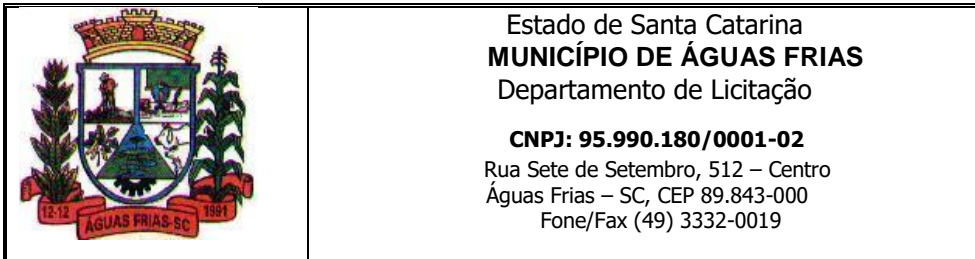 Estado de Santa Catarina
MUNICÍPIO DE ÁGUAS FRIAS
Departamento de Licitação
CNPJ: 95.990.180/0001-02
Rua Sete de Setembro, 512 – Centro
Águas Frias – SC, CEP 89.843-000
Fone/Fax (49) 3332-0019
12-12
ÁGUAS FRIAS-SC
1991